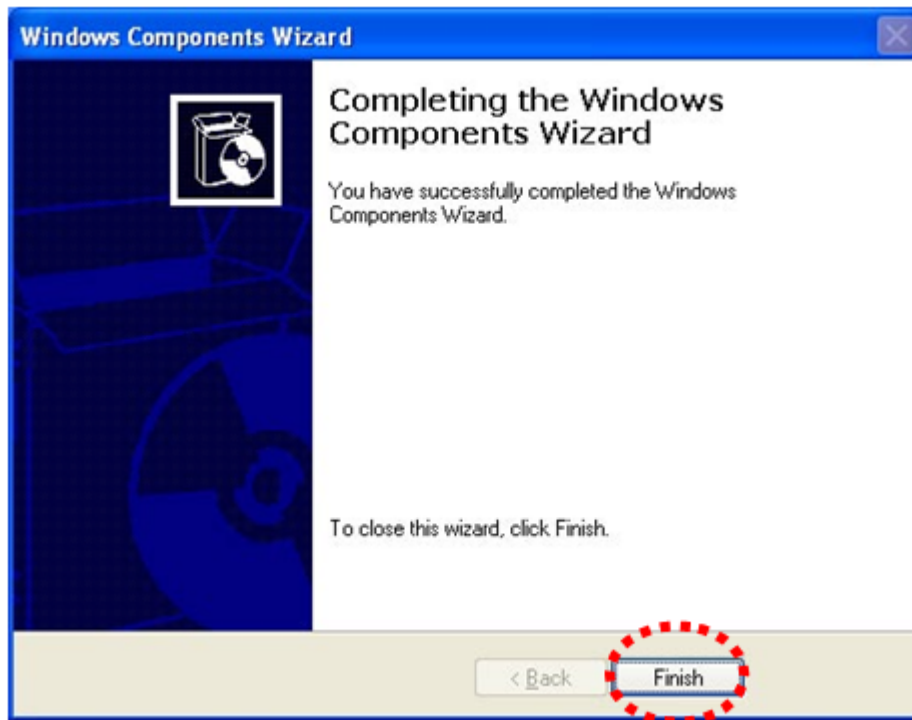 Windows Components Wizard
Completing the Windows
Components Wizard
You have successfully completed the Windows
Components Wizard.
To close this wizard, click Finish.
< Back
Finish